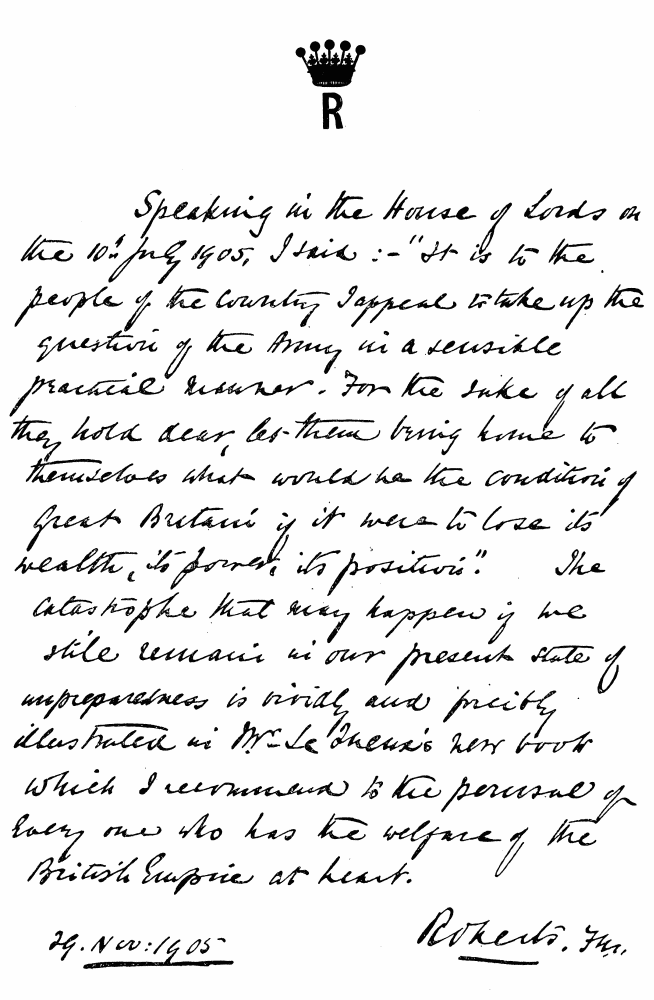 R
Speaking in the House of Lords on
the 10th July 1905, I said :- "It is to the
people of the Country I appeal to take up the
question of the Army in a sensible
practical manner. For the sake of all
they hold dear, let them bring home to
themselves what would be the condition of
Great Britain if it were to lose its
wealth, its power, its position". The
catastrophe that may happen if we
still remain in our present state of
unpreparedness is vividly and forcibly
illustrated in Mr. Le Queux's new book
which I recommend to the perusal of
every one who has the welfare of the
British Empire at heart.
Roberts. F.M.
29. Nov: 1905